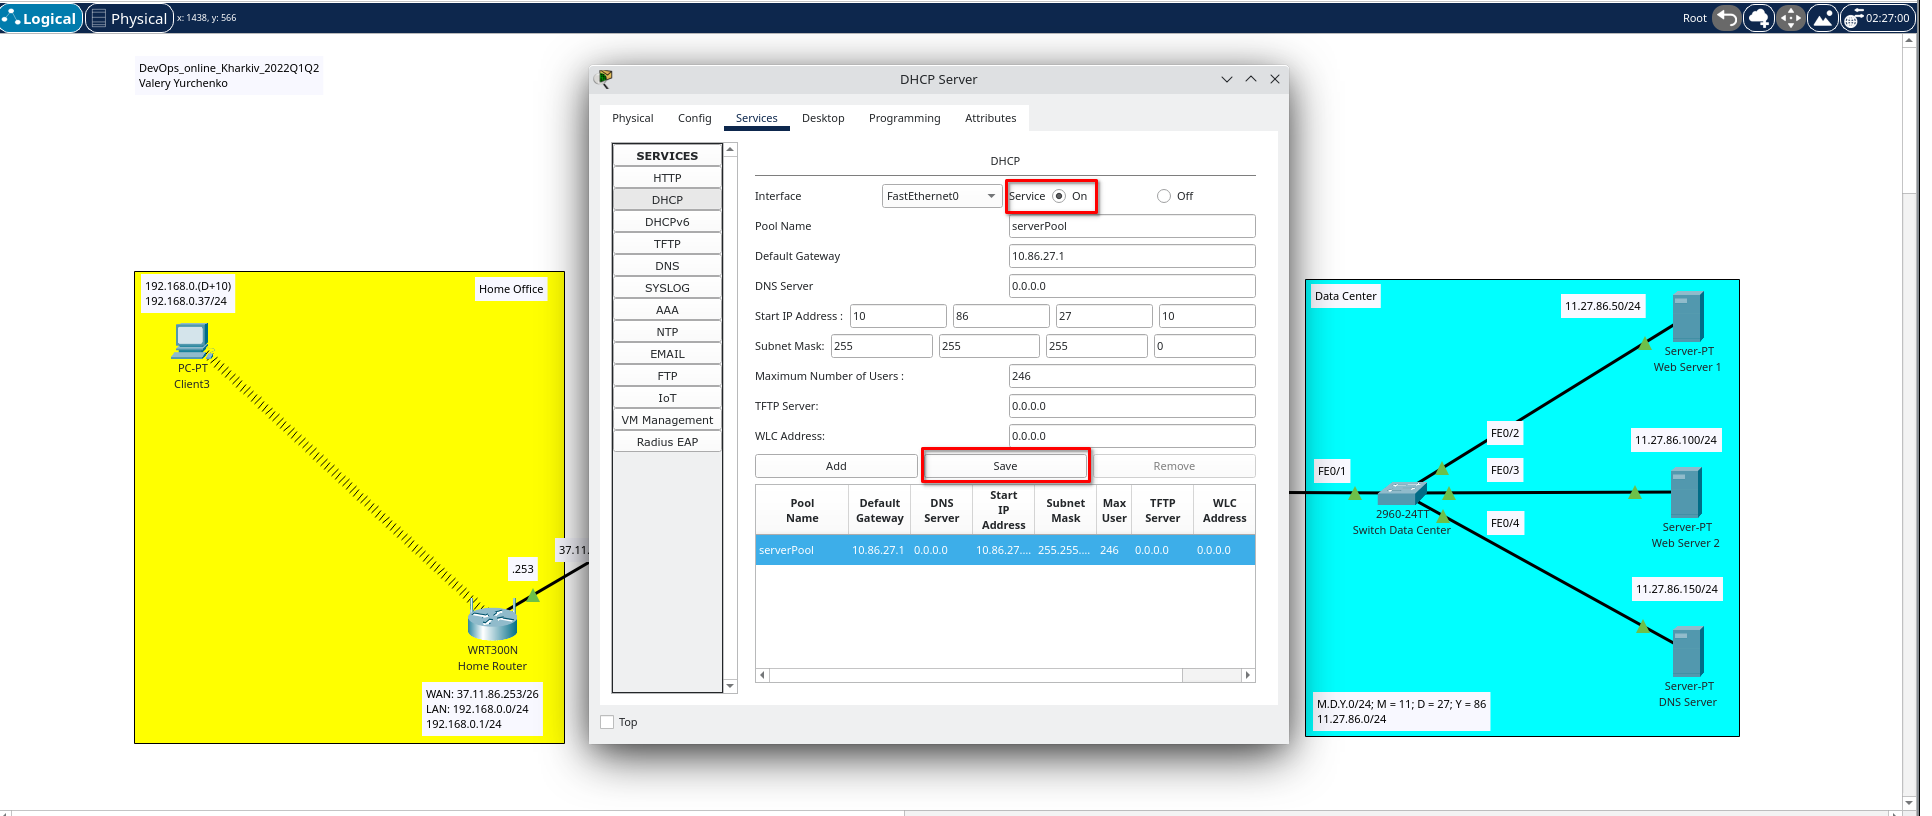 Logical
Physical
x: 1438, y: 566
Root
02:27:00
DevOps_online_Kharkiv_2022Q1Q2
Valery Yurchenko
192.168.0.(D+10)
192.168.0.37/24
Home Office
PC-PT
Client3
37.11.
.253
WRT300N
Home Router
WAN: 37.11.86.253/26
LAN: 192.168.0.0/24
192.168.0.1/24
DHCP Server
Physical Config Services Desktop Programming Attributes
SERVICES
HTTP
DHCP
DHCPv6
TFTP
DNS
SYSLOG
AAA
NTP
EMAIL
FTP
IoT
VM Management
Radius EAP
DHCP
Interface FastEthernet0 Service On Off
Pool Name serverPool
Default Gateway 10.86.27.1
DNS Server 0.0.0.0
Start IP Address : 10 86 27 10
Subnet Mask: 255 255 255 0
Maximum Number of Users : 246
TFTP Server: 0.0.0.0
WLC Address: 0.0.0.0
Add Save Remove
Pool Name Default Gateway DNS Server Start IP Address Subnet Mask Max User TFTP Server WLC Address
serverPool 10.86.27.1 0.0.0.0 10.86.27.... 255.255.... 246 0.0.0.0 0.0.0.0
Top
Data Center
11.27.86.50/24
Server-PT
Web Server 1
FE0/2
11.27.86.100/24
FE0/1
FE0/3
2960-24TT
Switch Data Center
FE0/4
Server-PT
Web Server 2
11.27.86.150/24
Server-PT
DNS Server
M.D.Y.0/24; M = 11; D = 27; Y = 86
11.27.86.0/24